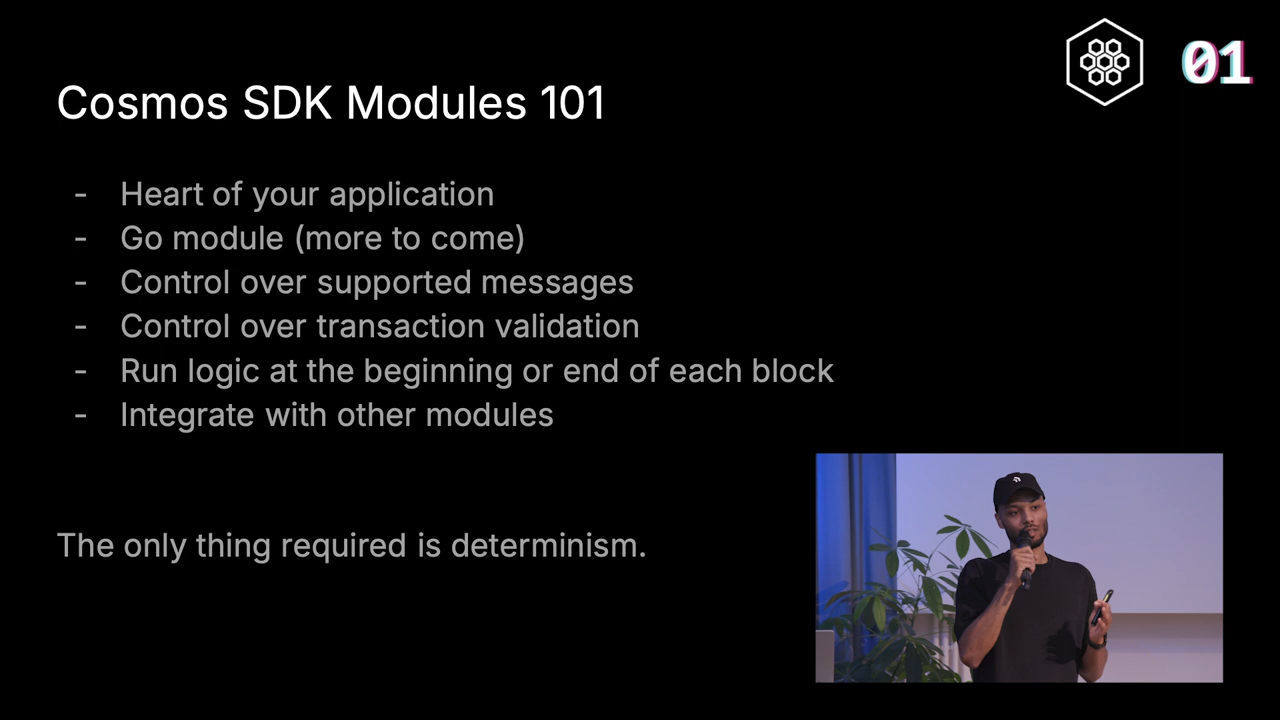 01
Cosmos SDK Modules 101
- Heart of your application
- Go module (more to come)
- Control over supported messages
- Control over transaction validation
- Run logic at the beginning or end of each block
- Integrate with other modules
The only thing required is determinism.